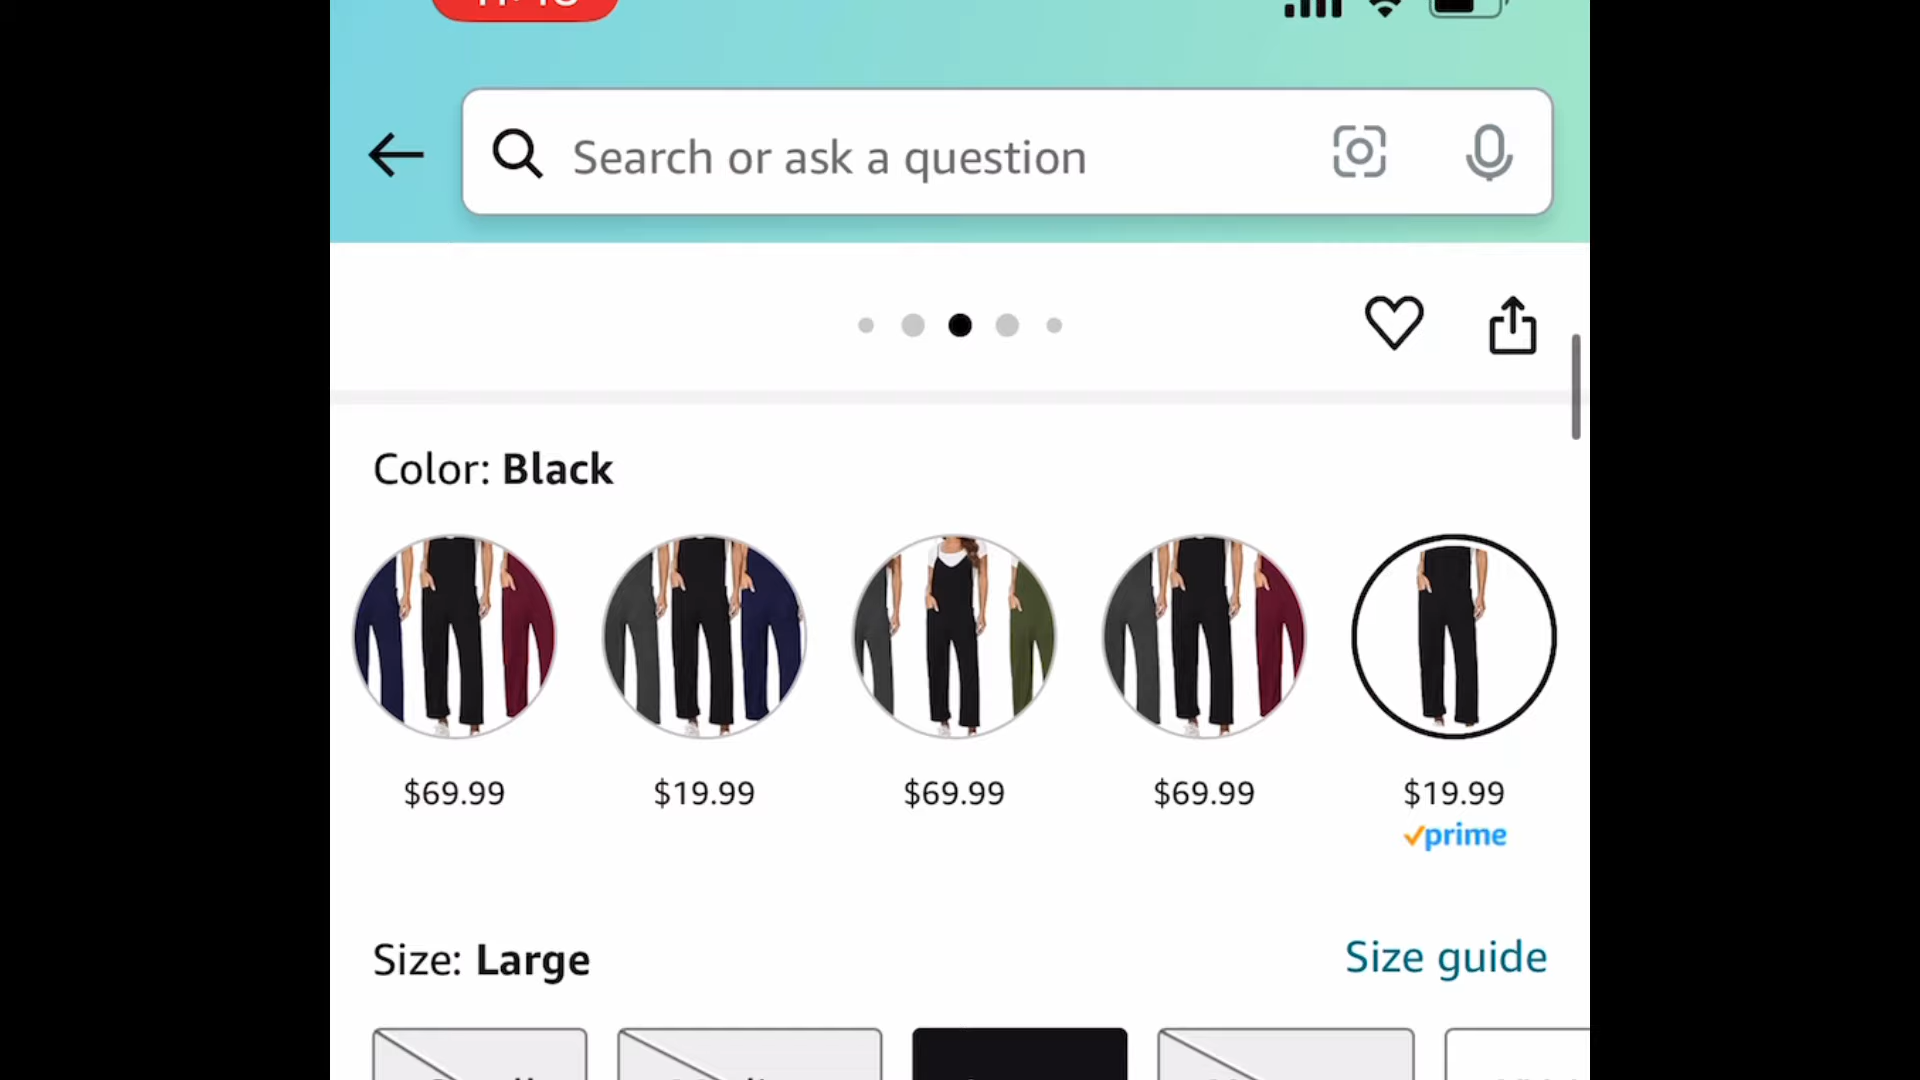 Search or ask a question
Color: Black
$69.99
$19.99
$69.99
$69.99
$19.99
prime
Size: Large
Size guide